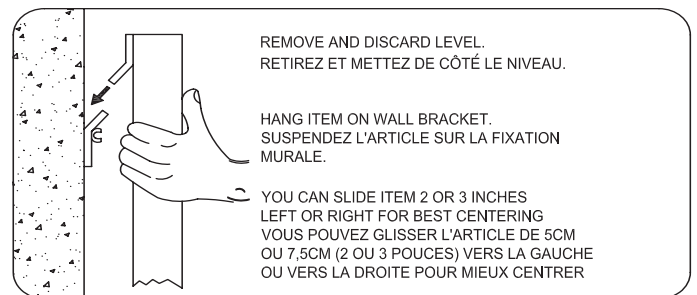 REMOVE AND DISCARD LEVEL.
RETIREZ ET METTEZ DE CÔTÉ LE NIVEAU.
HANG ITEM ON WALL BRACKET.
SUSPENDEZ L'ARTICLE SUR LA FIXATION
MURALE.
YOU CAN SLIDE ITEM 2 OR 3 INCHES
LEFT OR RIGHT FOR BEST CENTERING
VOUS POUVEZ GLISSER L'ARTICLE DE 5CM
OU 7,5CM (2 OU 3 POUCES) VERS LA GAUCHE
OU VERS LA DROITE POUR MIEUX CENTRER